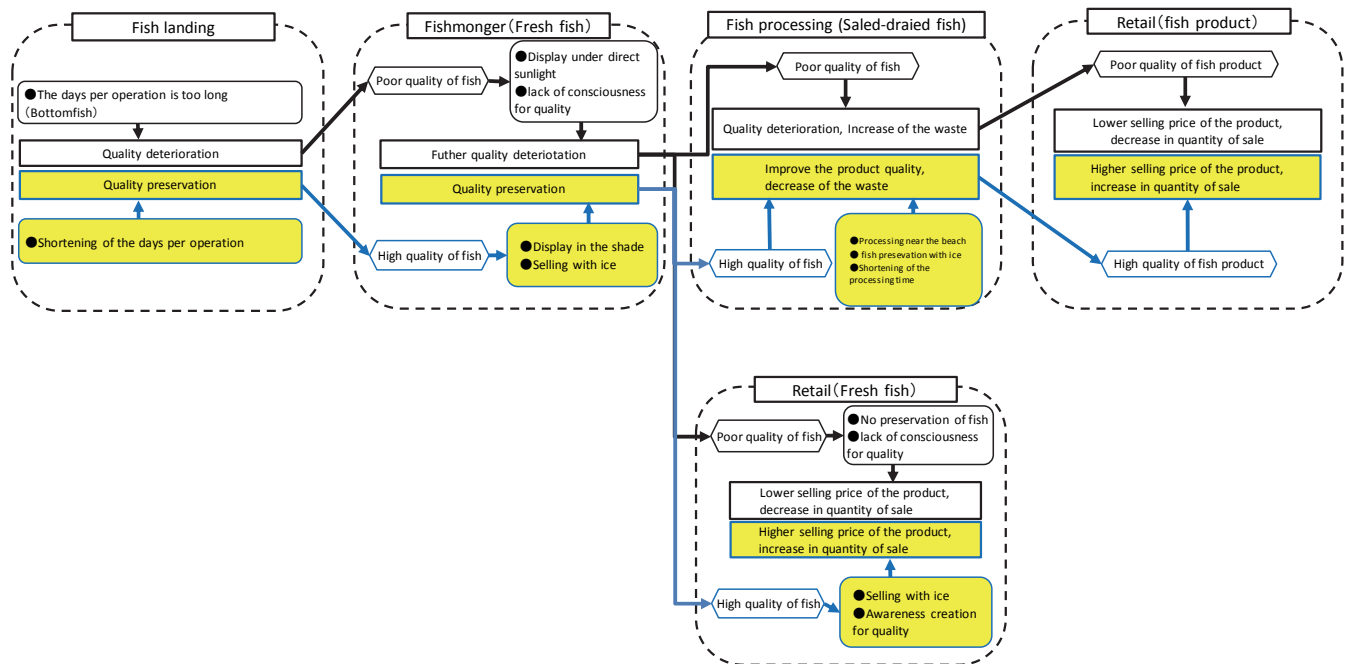 Fish landing
●The days per operation is too long
(Bottomfish)
Quality deterioration
Quality preservation
●Shortening of the days per operation
Fishmonger(Fresh fish)
Poor quality of fish
●Display under direct
sunlight
●lack of consciousness
for quality
Futher quality deteriotation
Quality preservation
High quality of fish
●Display in the shade
●Selling with ice
Fish processing (Saled-draied fish)
Poor quality of fish
Quality deterioration, Increase of the waste
Improve the product quality,
decrease of the waste
High quality of fish
●Processing near the beach
●fish presevation with ice
●Shortening of the
processing time
Retail(fish product)
Poor quality of fish product
Lower selling price of the product,
decrease in quantity of sale
Higher selling price of the product,
increase in quantity of sale
High quality of fish product
Retail(Fresh fish)
Poor quality of fish
●No preservation of fish
●lack of consciousness
for quality
Lower selling price of the product,
decrease in quantity of sale
Higher selling price of the product,
increase in quantity of sale
High quality of fish
●Selling with ice
●Awareness creation
for quality